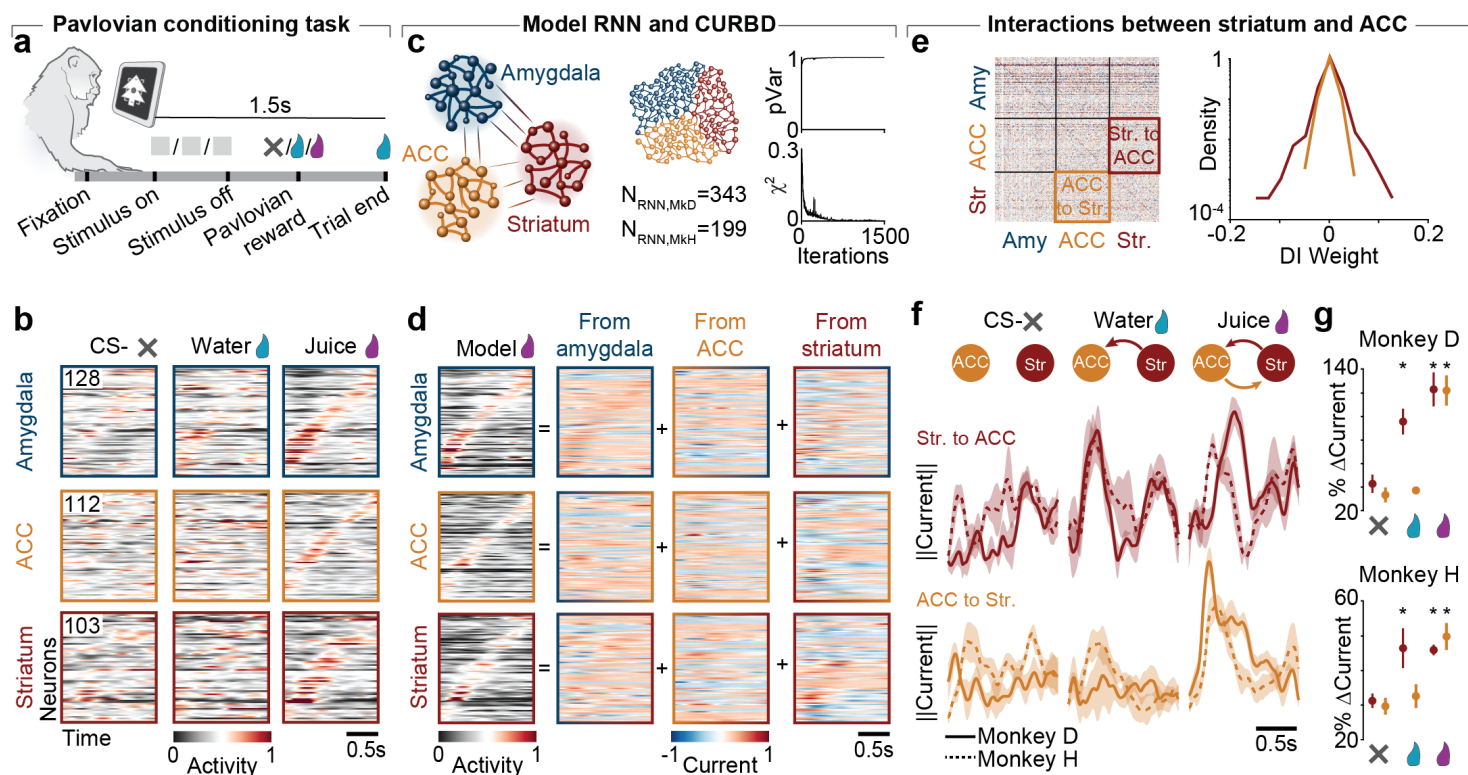 Pavlovian conditioning task
Model RNN and CURBD
Interactions between striatum and ACC
a
1.5s
/ / /
/ /
Fixation
Stimulus on
Stimulus off
Pavlovian
reward
Trial end
c
Amygdala
ACC
Striatum
N RNN,MkD =343
N RNN,MkH =199
1
pVar
0
0.3
χ²
0
0
1500
Iterations
e
Amy
ACC
Str
Str. to
ACC
ACC
to Str.
Amy
ACC
Str.
1
Density
10⁻⁴
-0.2
0
0.2
DI Weight
b
CS-
Water
Juice
Amygdala
128
ACC
112
Striatum
Neurons
103
Time
0
1
Activity
0.5s
d
Model
From
amygdala
From
ACC
From
striatum
Amygdala
= + +
ACC
= + +
Striatum
= + +
0
1
Activity
-1
1
Current
0.5s
f
CS-
Water
Juice
ACC
Str
ACC
Str
ACC
Str
Str. to ACC
||Current||
ACC to Str.
||Current||
Monkey D
Monkey H
0.5s
g
Monkey D
140
% ΔCurrent
20
* * *
Monkey H
60
2% ΔCurrent
20
* * *